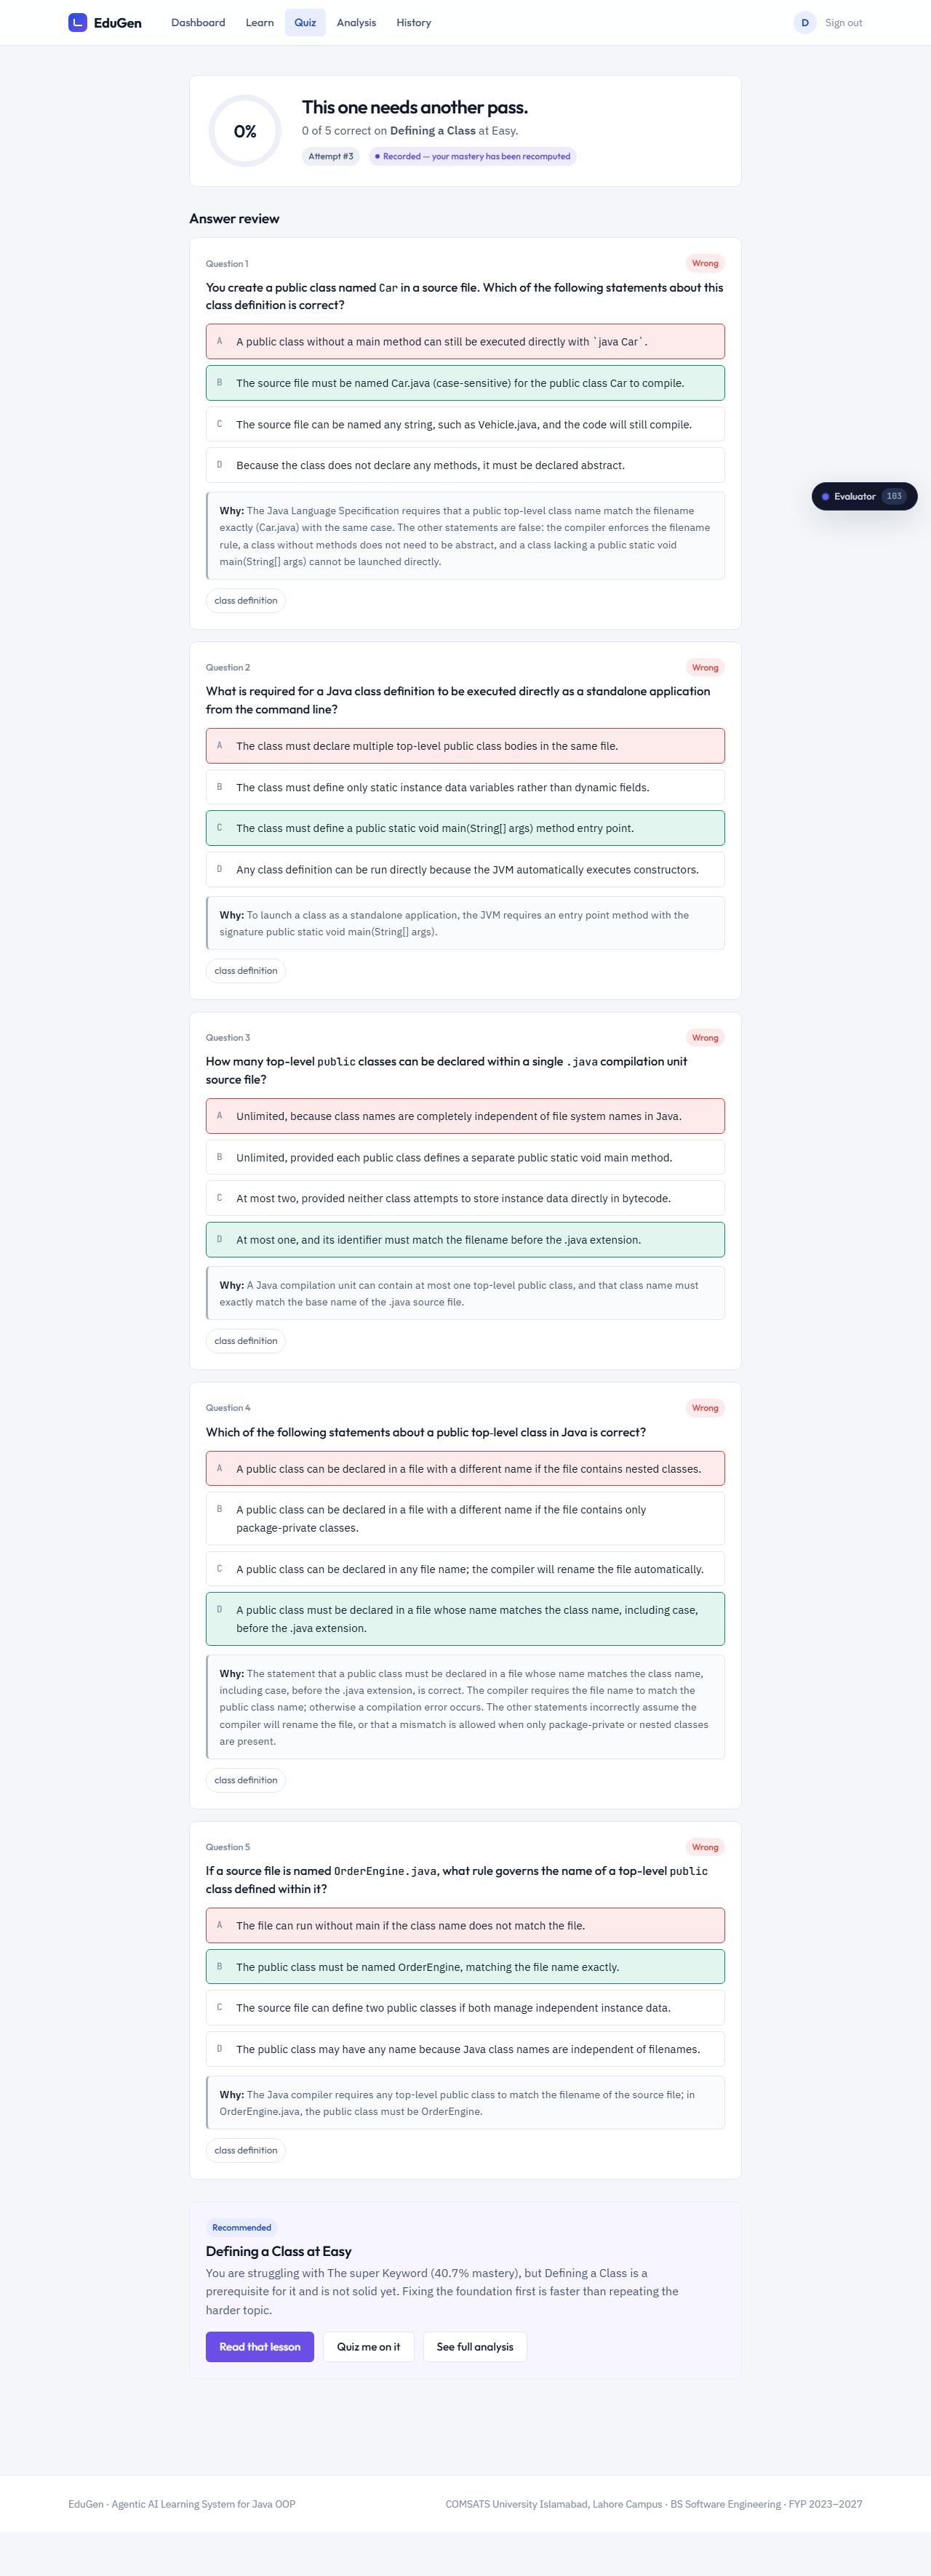 EduGen
Dashboard
Learn
Quiz
Analysis
History
D
Sign out
0%
This one needs another pass.
0 of 5 correct on Defining a Class at Easy.
Attempt #3
Recorded — your mastery has been recomputed
Answer review
Question 1
Wrong
You create a public class named Car in a source file. Which of the following statements about this
class definition is correct?
A A public class without a main method can still be executed directly with `java Car`.
B The source file must be named Car.java (case-sensitive) for the public class Car to compile.
C The source file can be named any string, such as Vehicle.java, and the code will still compile.
D Because the class does not declare any methods, it must be declared abstract.
Why: The Java Language Specification requires that a public top-level class name match the filename
exactly (Car.java) with the same case. The other statements are false: the compiler enforces the filename
rule, a class without methods does not need to be abstract, and a class lacking a public static void
main(String[] args) cannot be launched directly.
class definition
Evaluator 103
Question 2
Wrong
What is required for a Java class definition to be executed directly as a standalone application
from the command line?
A The class must declare multiple top-level public class bodies in the same file.
B The class must define only static instance data variables rather than dynamic fields.
C The class must define a public static void main(String[] args) method entry point.
D Any class definition can be run directly because the JVM automatically executes constructors.
Why: To launch a class as a standalone application, the JVM requires an entry point method with the
signature public static void main(String[] args).
class definition
Question 3
Wrong
How many top-level public classes can be declared within a single .java compilation unit
source file?
A Unlimited, because class names are completely independent of file system names in Java.
B Unlimited, provided each public class defines a separate public static void main method.
C At most two, provided neither class attempts to store instance data directly in bytecode.
D At most one, and its identifier must match the filename before the .java extension.
Why: A Java compilation unit can contain at most one top-level public class, and that class name must
exactly match the base name of the .java source file.
class definition
Question 4
Wrong
Which of the following statements about a public top-level class in Java is correct?
A A public class can be declared in a file with a different name if the file contains nested classes.
B A public class can be declared in a file with a different name if the file contains only
package-private classes.
C A public class can be declared in any file name; the compiler will rename the file automatically.
D A public class must be declared in a file whose name matches the class name, including case,
before the .java extension.
Why: The statement that a public class must be declared in a file whose name matches the class name,
including case, before the .java extension, is correct. The compiler requires the file name to match the
public class name; otherwise a compilation error occurs. The other statements incorrectly assume the
compiler will rename the file, or that a mismatch is allowed when only package-private or nested classes
are present.
class definition
Question 5
Wrong
If a source file is named OrderEngine.java, what rule governs the name of a top-level public
class defined within it?
A The file can run without main if the class name does not match the file.
B The public class must be named OrderEngine, matching the file name exactly.
C The source file can define two public classes if both manage independent instance data.
D The public class may have any name because Java class names are independent of filenames.
Why: The Java compiler requires any top-level public class to match the filename of the source file; in
OrderEngine.java, the public class must be OrderEngine.
class definition
Recommended
Defining a Class at Easy
You are struggling with The super Keyword (40.7% mastery), but Defining a Class is a
prerequisite for it and is not solid yet. Fixing the foundation first is faster than repeating the
harder topic.
Read that lesson
Quiz me on it
See full analysis
EduGen · Agentic AI Learning System for Java OOP
COMSATS University Islamabad, Lahore Campus · BS Software Engineering · FYP 2023–2027